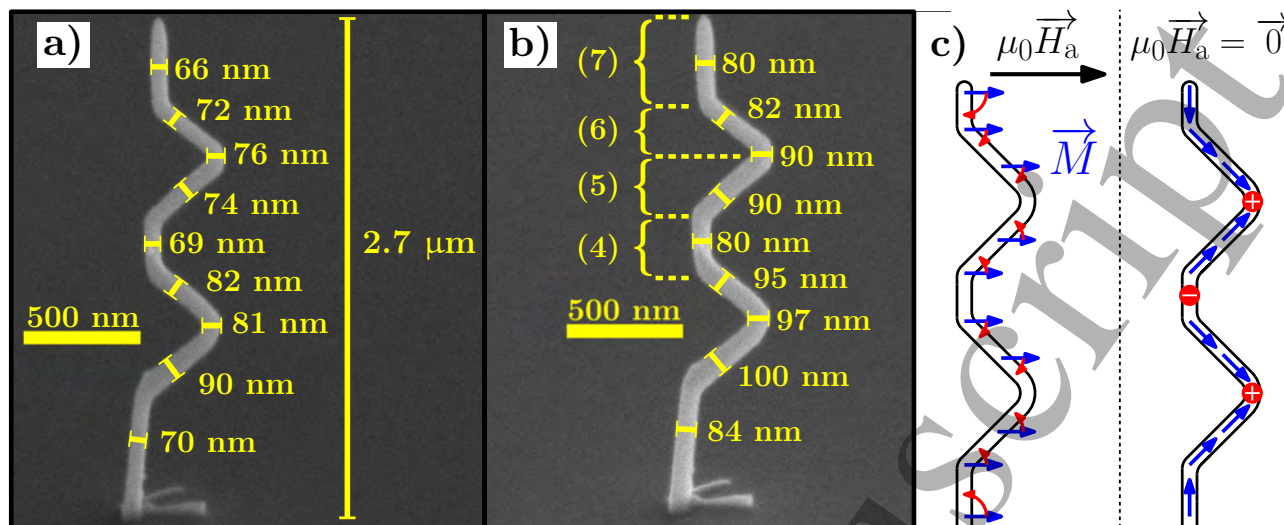 a)
66 nm
72 nm
76 nm
74 nm
69 nm
82 nm
81 nm
90 nm
70 nm
500 nm
2.7 µm
b)
(7)
(6)
(5)
(4)
80 nm
82 nm
90 nm
90 nm
80 nm
95 nm
97 nm
100 nm
84 nm
500 nm
c)
µ₀H⃗ₐ
µ₀H⃗ₐ = 0⃗
M⃗
+
−
+
script